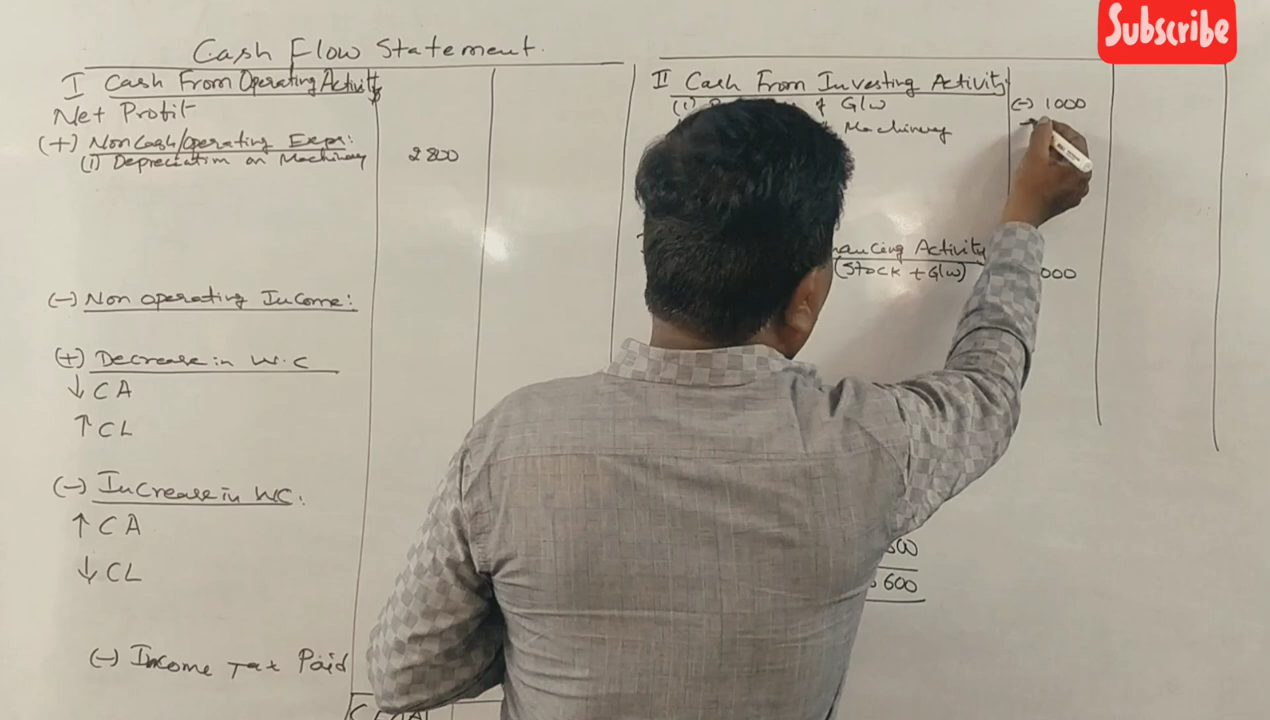 Subscribe
Cash Flow Statement.
I Cash From Operating Activity
Net Profit
(+) Non Cash/operating Exps:
(i) Depreciation on Machinery 2800
(-) Non operating Income:
(+) Decrease in W.C
↓ CA
↑ CL
(-) Increase in WC:
↑ CA
↓ CL
(-) Income Tax Paid
II Cash From Investing Activity
(i) G/w (-) 1000
Machinery
Activity
(Stock + G/w) 000
600